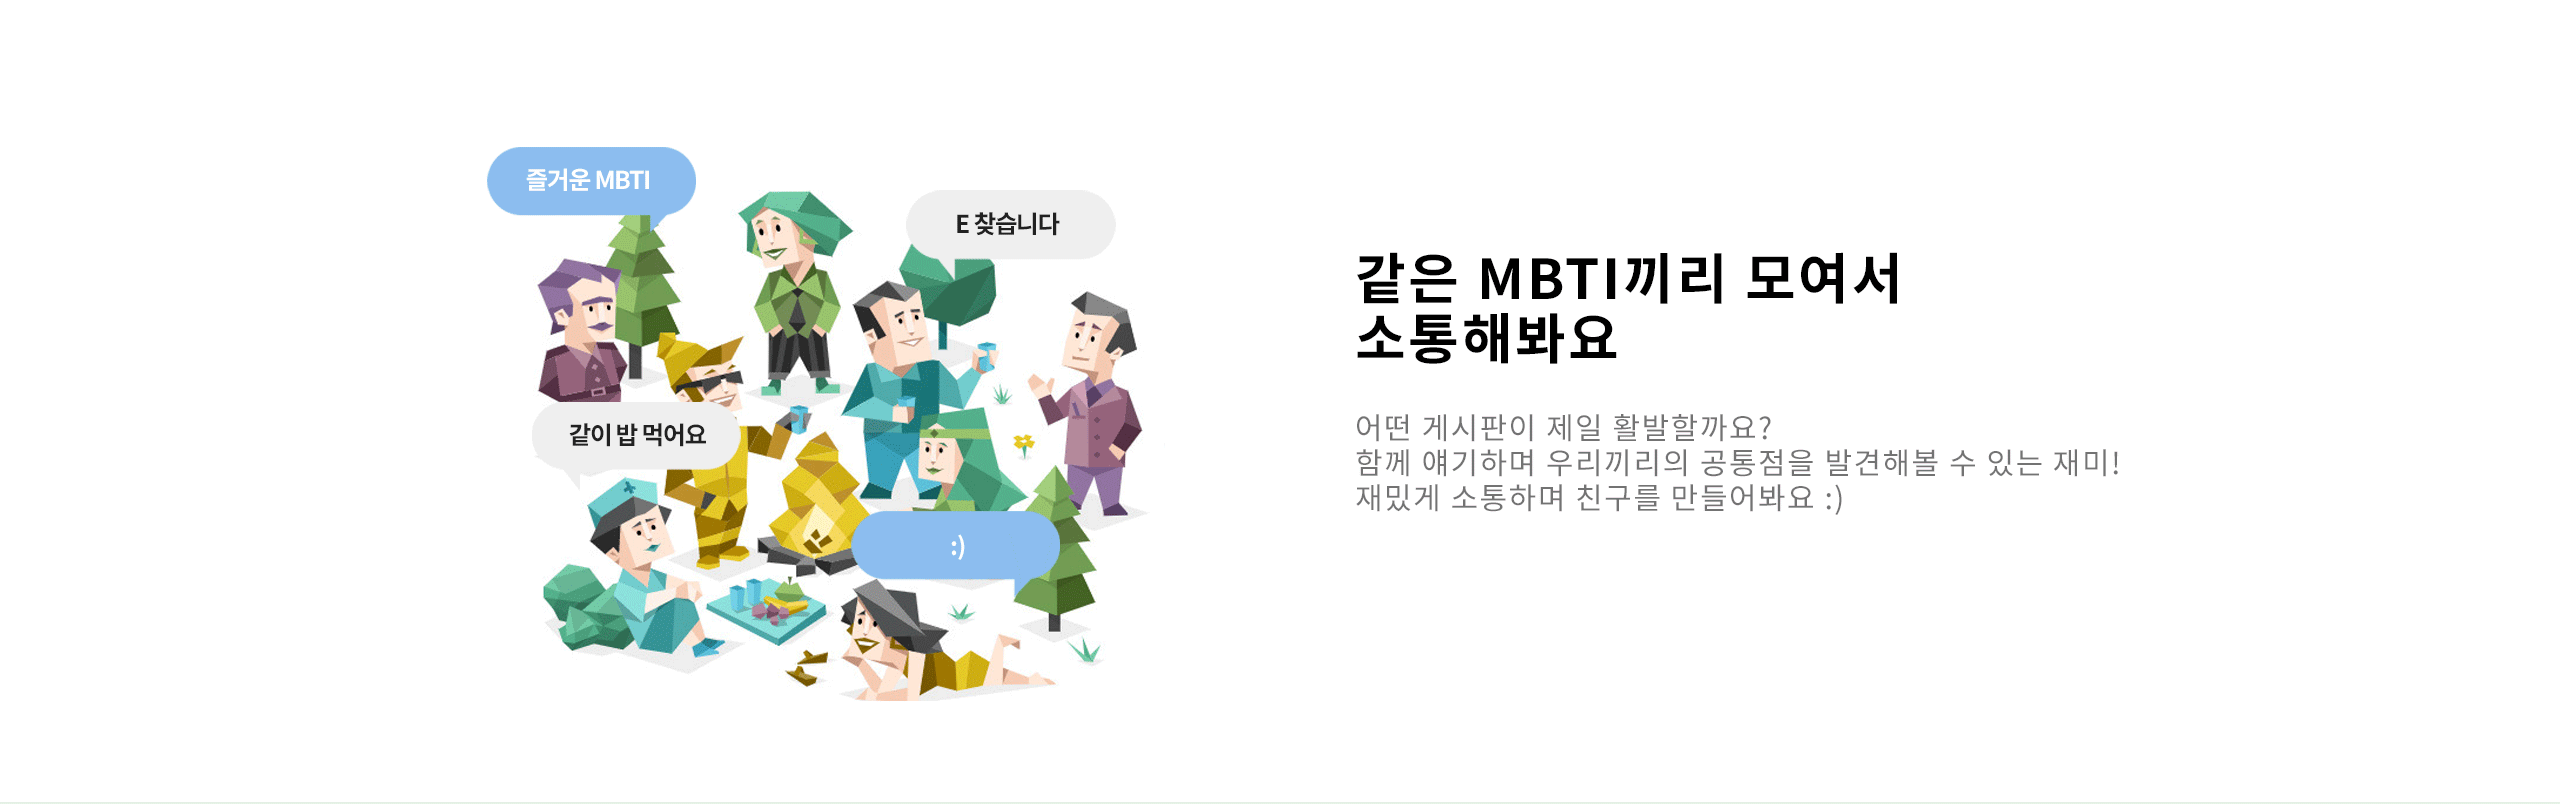 즐거운 MBTI
E 찾습니다
같이 밥 먹어요
:)
같은 MBTI끼리 모여서
소통해봐요
어떤 게시판이 제일 활발할까요?
함께 얘기하며 우리끼리의 공통점을 발견해볼 수 있는 재미!
재밌게 소통하며 친구를 만들어봐요 :)